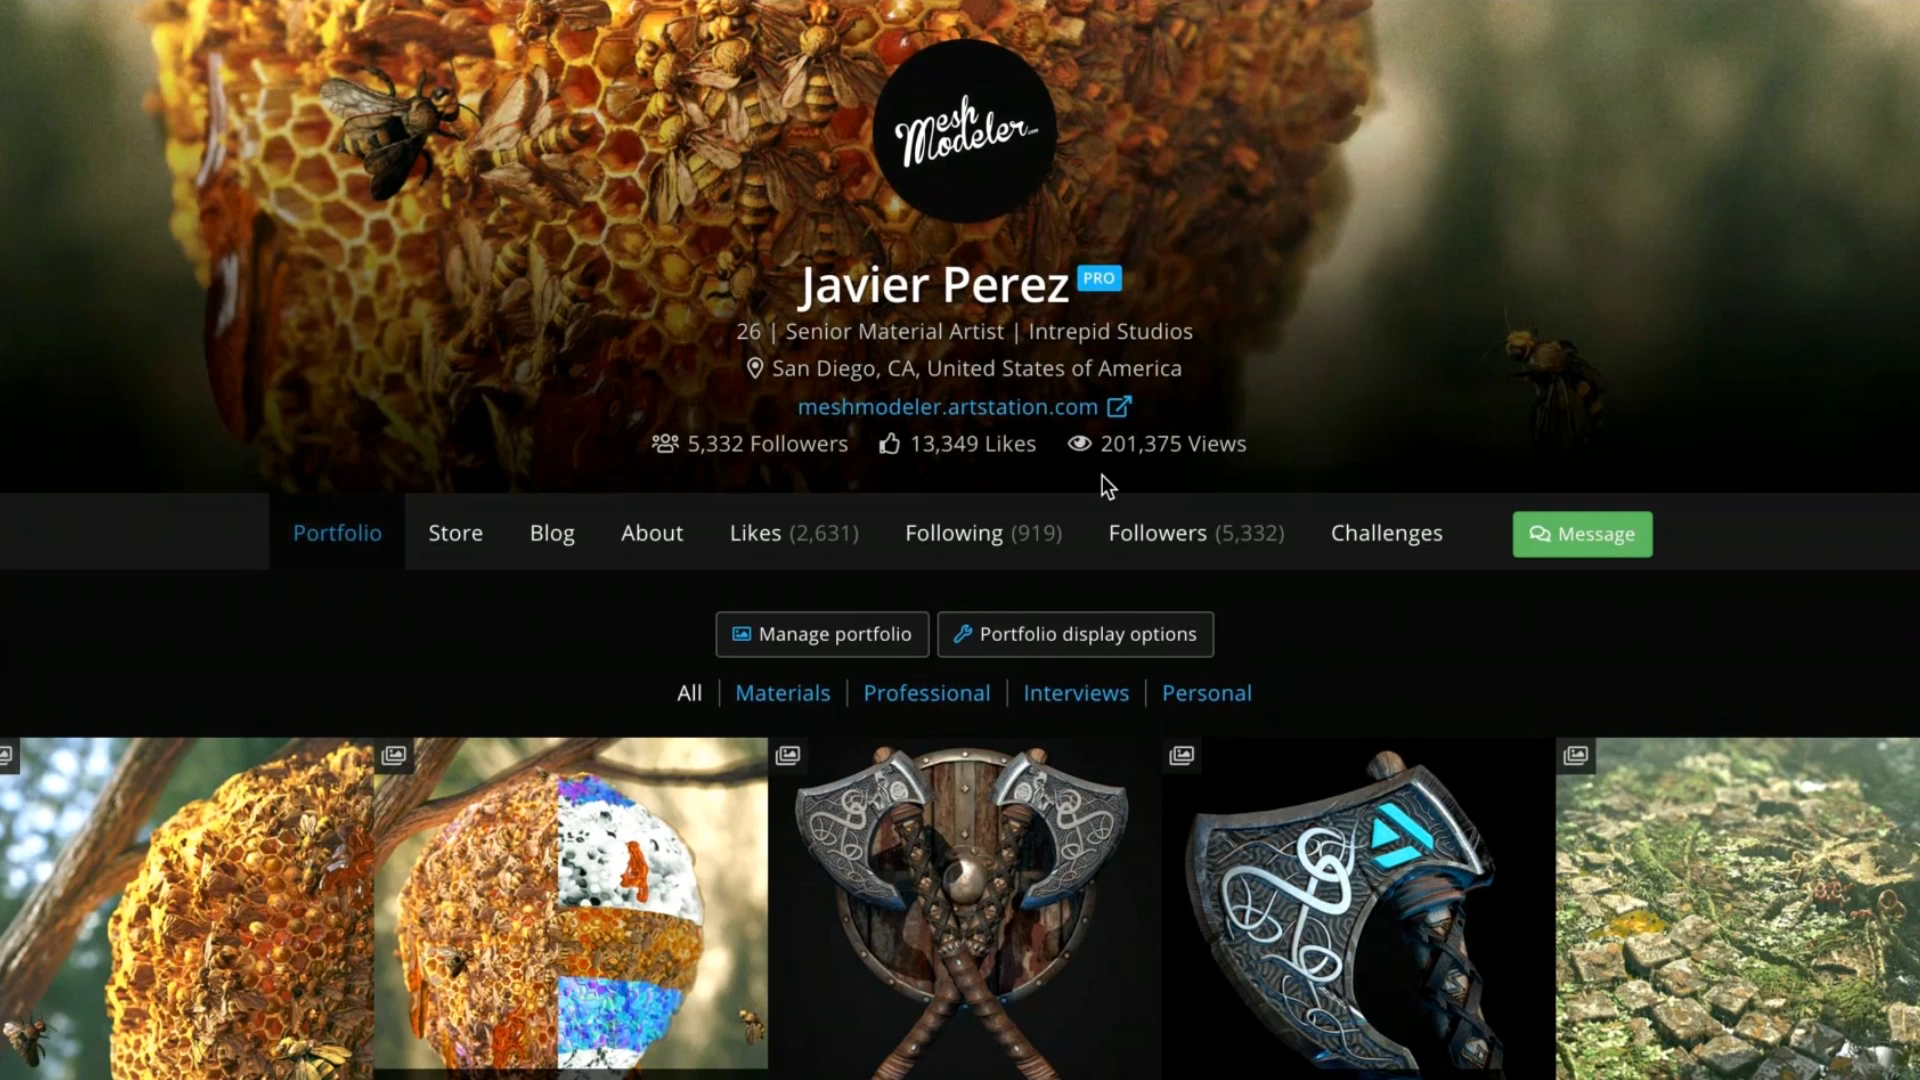 Mesh
Modeler.com
Javier Perez PRO
26 | Senior Material Artist | Intrepid Studios
San Diego, CA, United States of America
meshmodeler.artstation.com
5,332 Followers 13,349 Likes 201,375 Views
Portfolio Store Blog About Likes (2,631) Following (919) Followers (5,332) Challenges Message
Manage portfolio Portfolio display options
All | Materials | Professional | Interviews | Personal